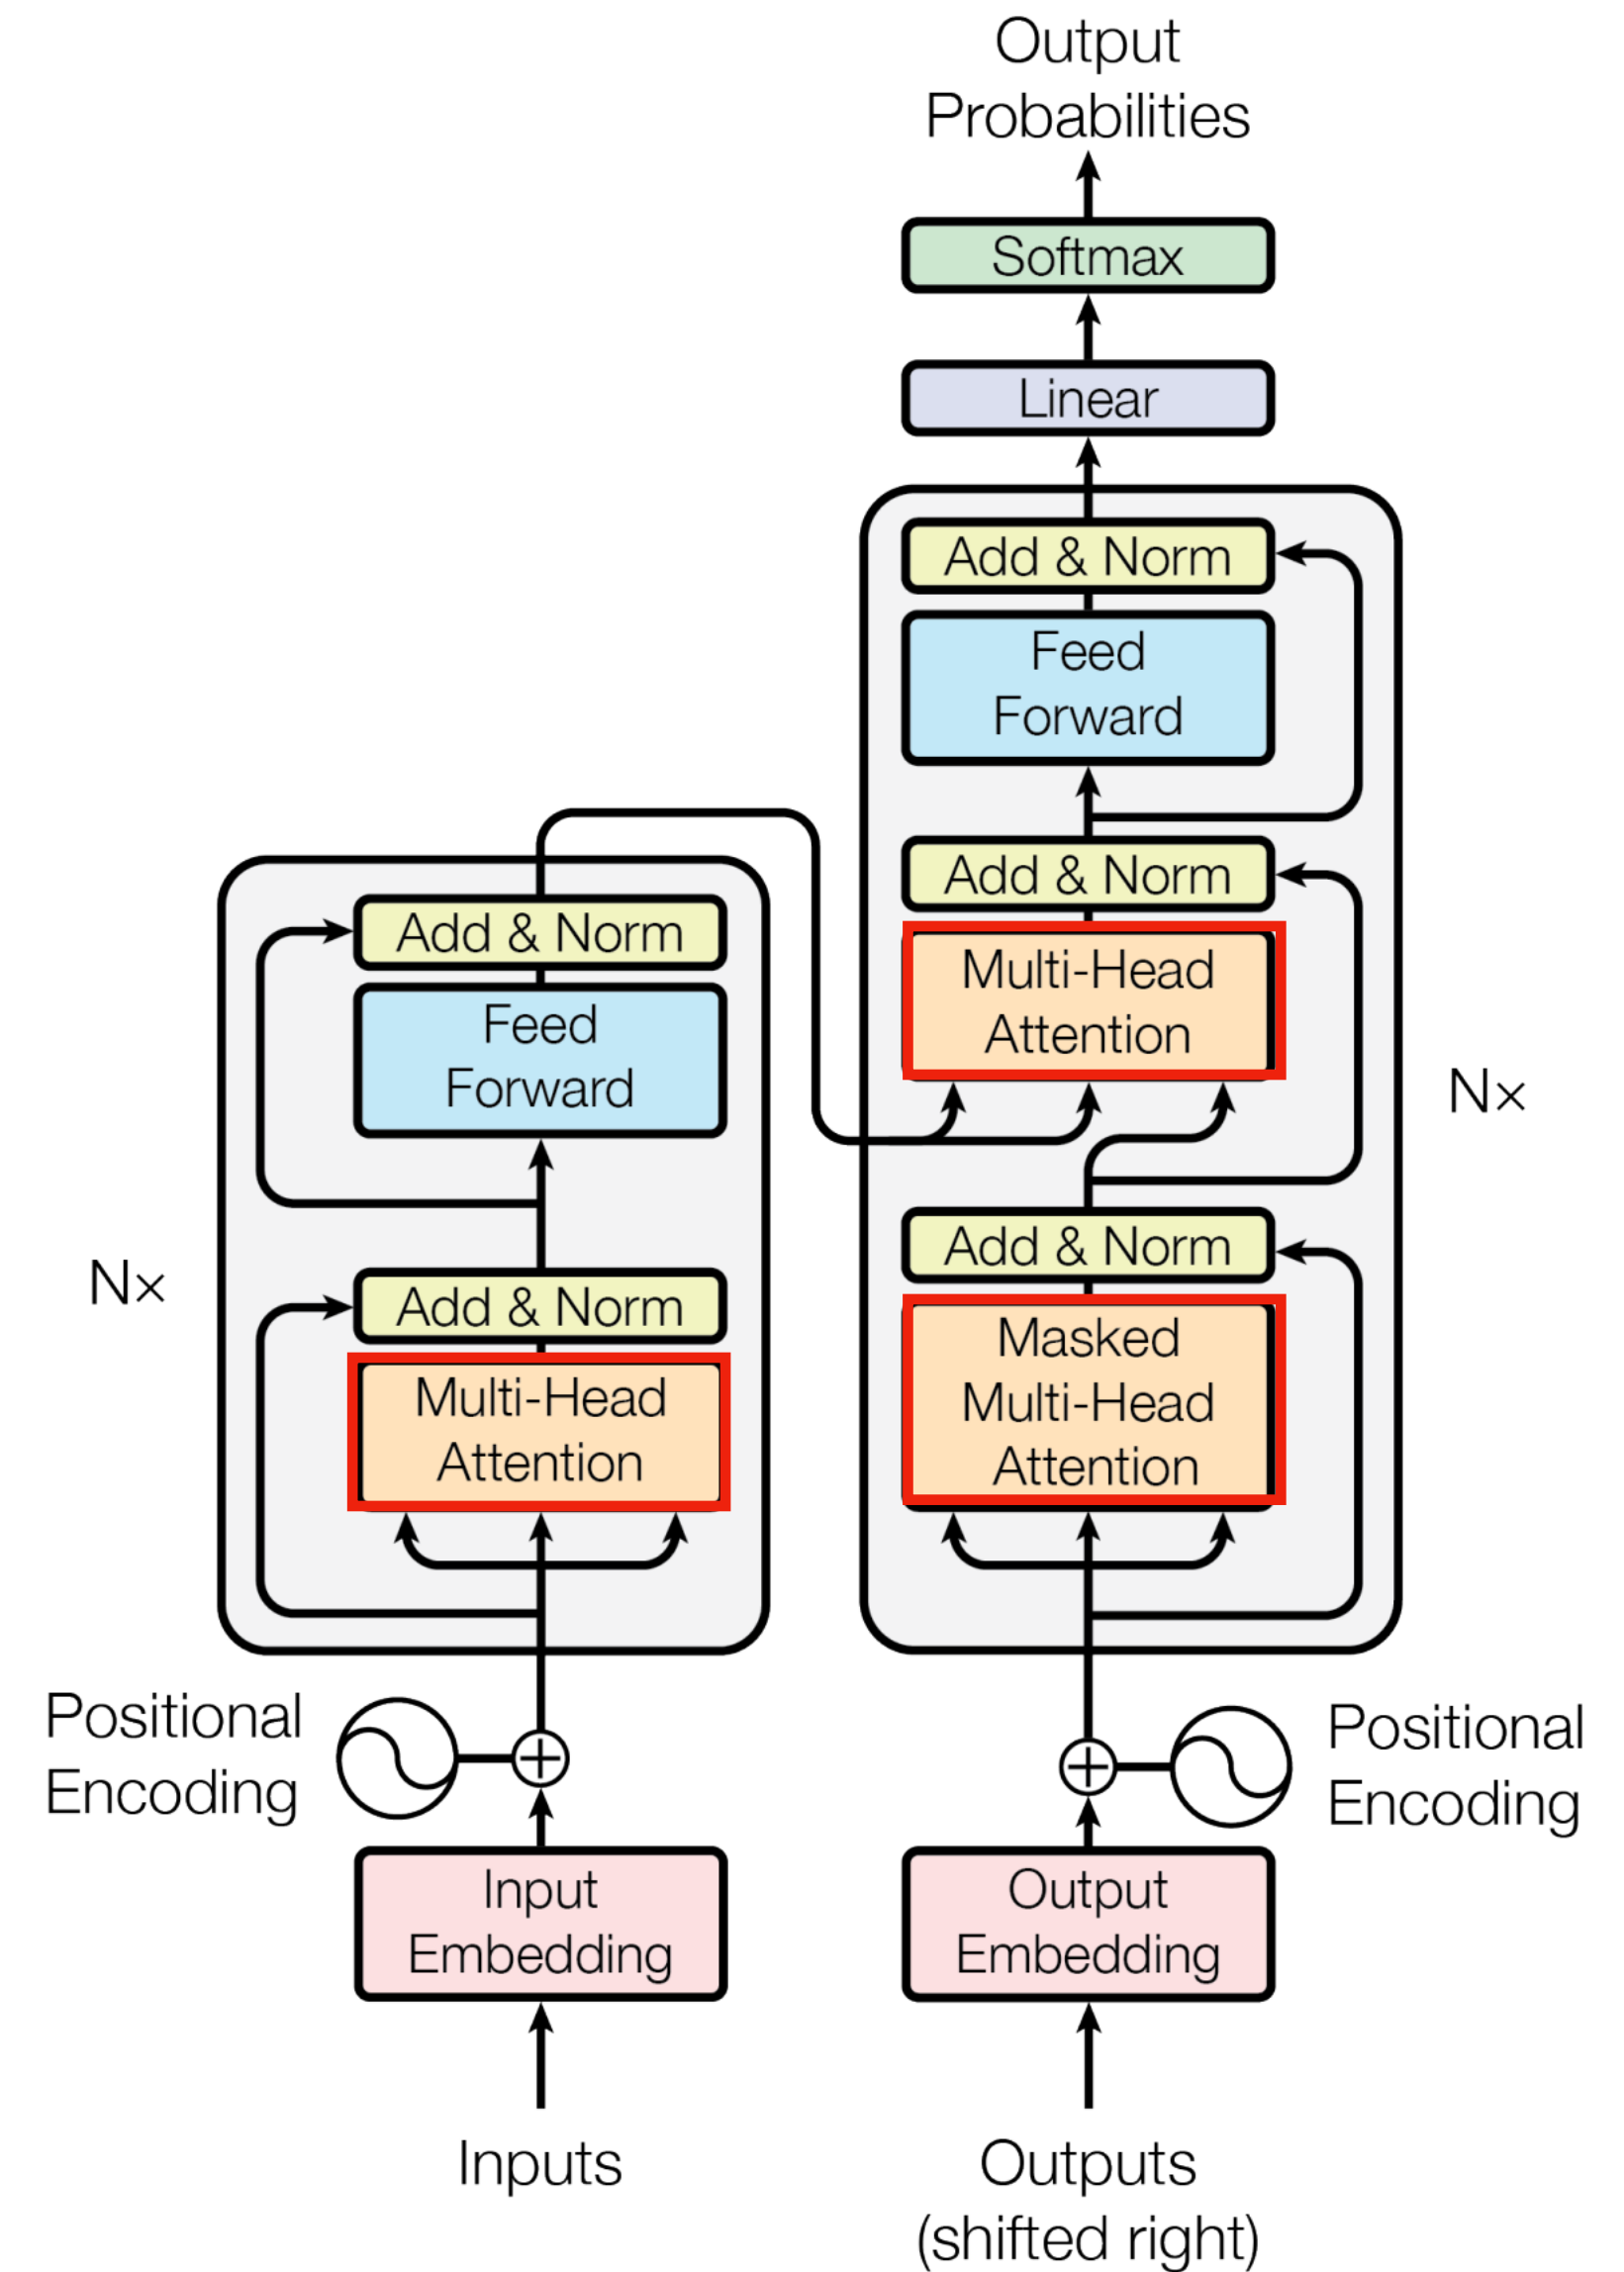 Output
Probabilities
Softmax
Linear
Add & Norm
Feed
Forward
Add & Norm
Multi-Head
Attention
Nx
Add & Norm
Masked
Multi-Head
Attention
Add & Norm
Feed
Forward
Nx
Add & Norm
Multi-Head
Attention
Positional
Encoding
Positional
Encoding
Input
Embedding
Output
Embedding
Inputs
Outputs
(shifted right)